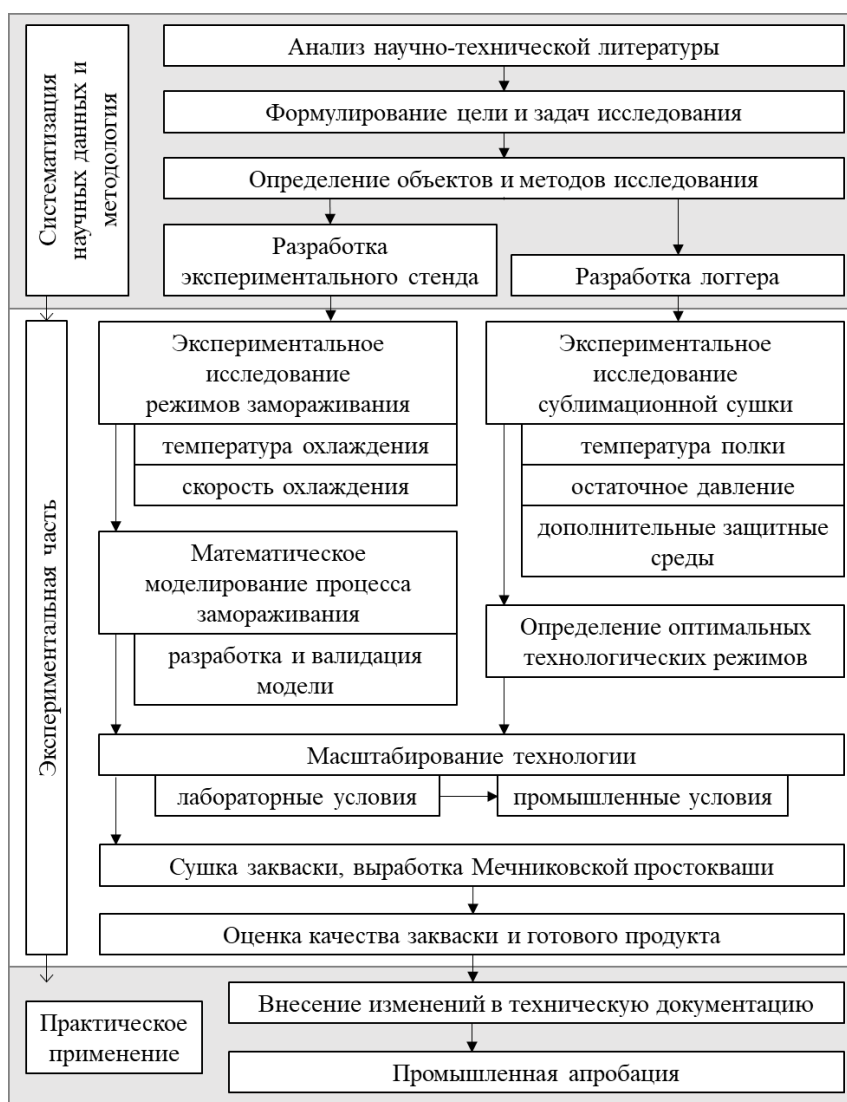 Систематизация
научных данных и
методология
Анализ научно-технической литературы
Формулирование цели и задач исследования
Определение объектов и методов исследования
Разработка
экспериментального стенда
Разработка логгера
Экспериментальная часть
Экспериментальное
исследование
режимов замораживания
температура охлаждения
скорость охлаждения
Математическое
моделирование процесса
замораживания
разработка и валидация
модели
Экспериментальное
исследование
сублимационной сушки
температура полки
остаточное давление
дополнительные защитные
среды
Определение оптимальных
технологических режимов
Масштабирование технологии
лабораторные условия
промышленные условия
Сушка закваски, выработка Мечниковской простокваши
Оценка качества закваски и готового продукта
Практическое
применение
Внесение изменений в техническую документацию
Промышленная апробация